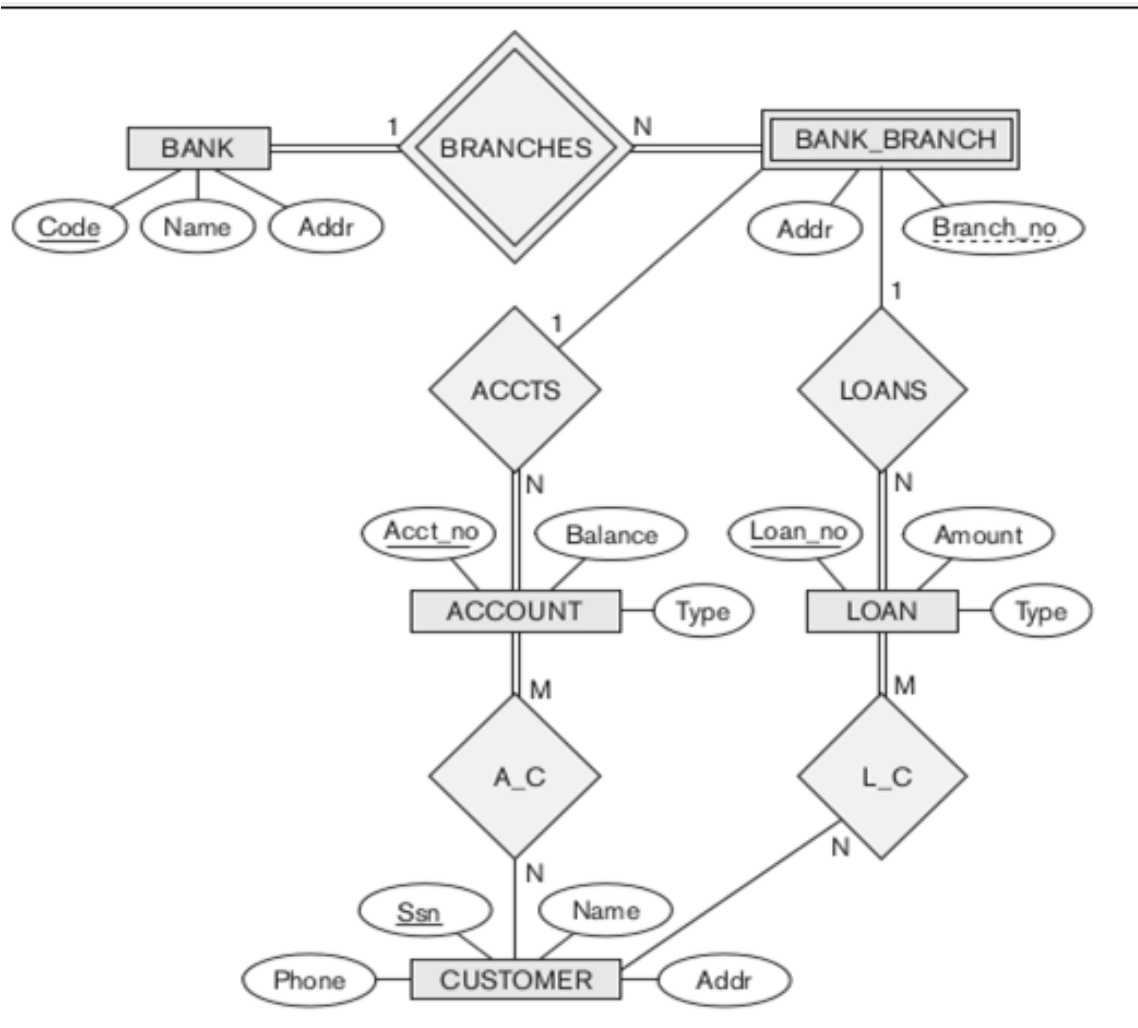 1
N
BANK
BRANCHES
BANK_BRANCH
Code
Name
Addr
Addr
Branch_no
1
1
ACCTS
LOANS
N
N
Acct_no
Balance
Loan_no
Amount
ACCOUNT
Type
LOAN
Type
M
M
A_C
L_C
N
N
Ssn
Name
Phone
CUSTOMER
Addr